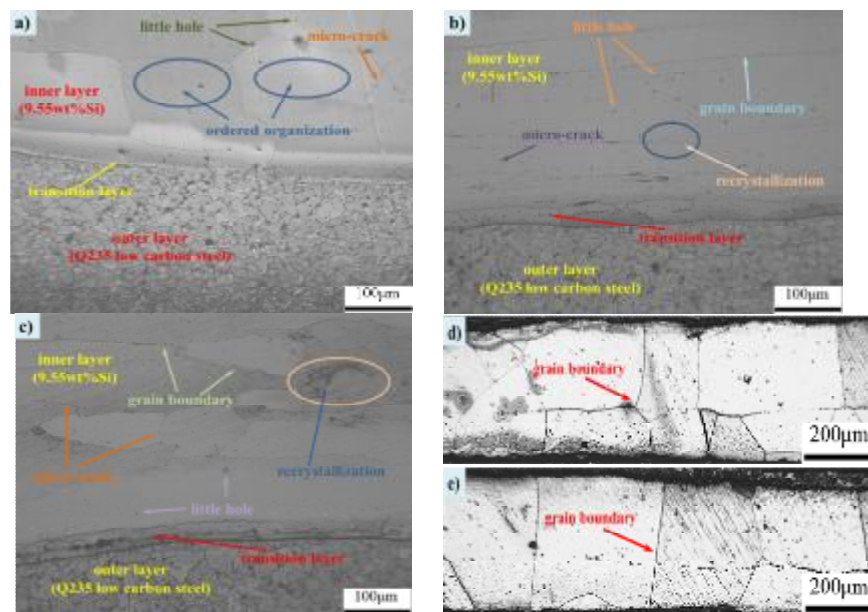 a)
little hole
micro-crack
inner layer
(9.55wt%Si)
ordered organization
transition layer
outer layer
(Q235 low carbon steel)
100μm
b)
little hole
inner layer
(9.55wt%Si)
grain boundary
micro-crack
recrystallization
transition layer
outer layer
(Q235 low carbon steel)
100μm
c)
inner layer
(9.55wt%Si)
grain boundary
recrystallization
little hole
transition layer
outer layer
(Q235 low carbon steel)
100μm
d)
grain boundary
200μm
e)
grain boundary
200μm